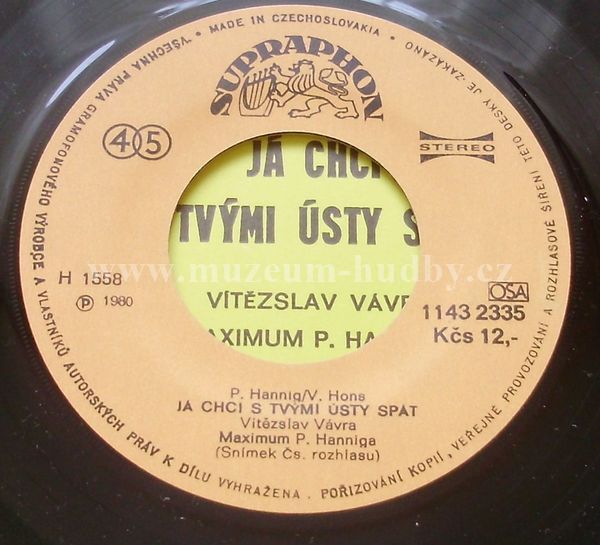 MADE IN CZECHOSLOVAKIA • VŠECHNA PRÁVA GRAMOFONOVÉHO VÝROBCE A VLASTNÍKŮ AUTORSKÝCH PRÁV K DÍLU VYHRAŽENA . POŘIZOVÁNÍ KOPIÍ, VEŘEJNÉ PROVOZOVÁNÍ A ROZHLASOVÉ ŠÍŘENÍ TÉTO DESKY JE ZAKÁZÁNO •
SUPRAPHON
45
STEREO
JÁ CHCI
TVÝMI ÚSTY S
www.muzeum-hudby.cz
VÍTĚZSLAV VÁVR
MAXIMUM P. HA
H 1558
Ⓟ 1980
OSA
1143 2335
Kčs 12,-
P. Hannig/V. Hons
JÁ CHCI S TVÝMI ÚSTY SPÁT
Vítězslav Vávra
Maximum P. Hanniga
(Snímek Čs. rozhlasu)